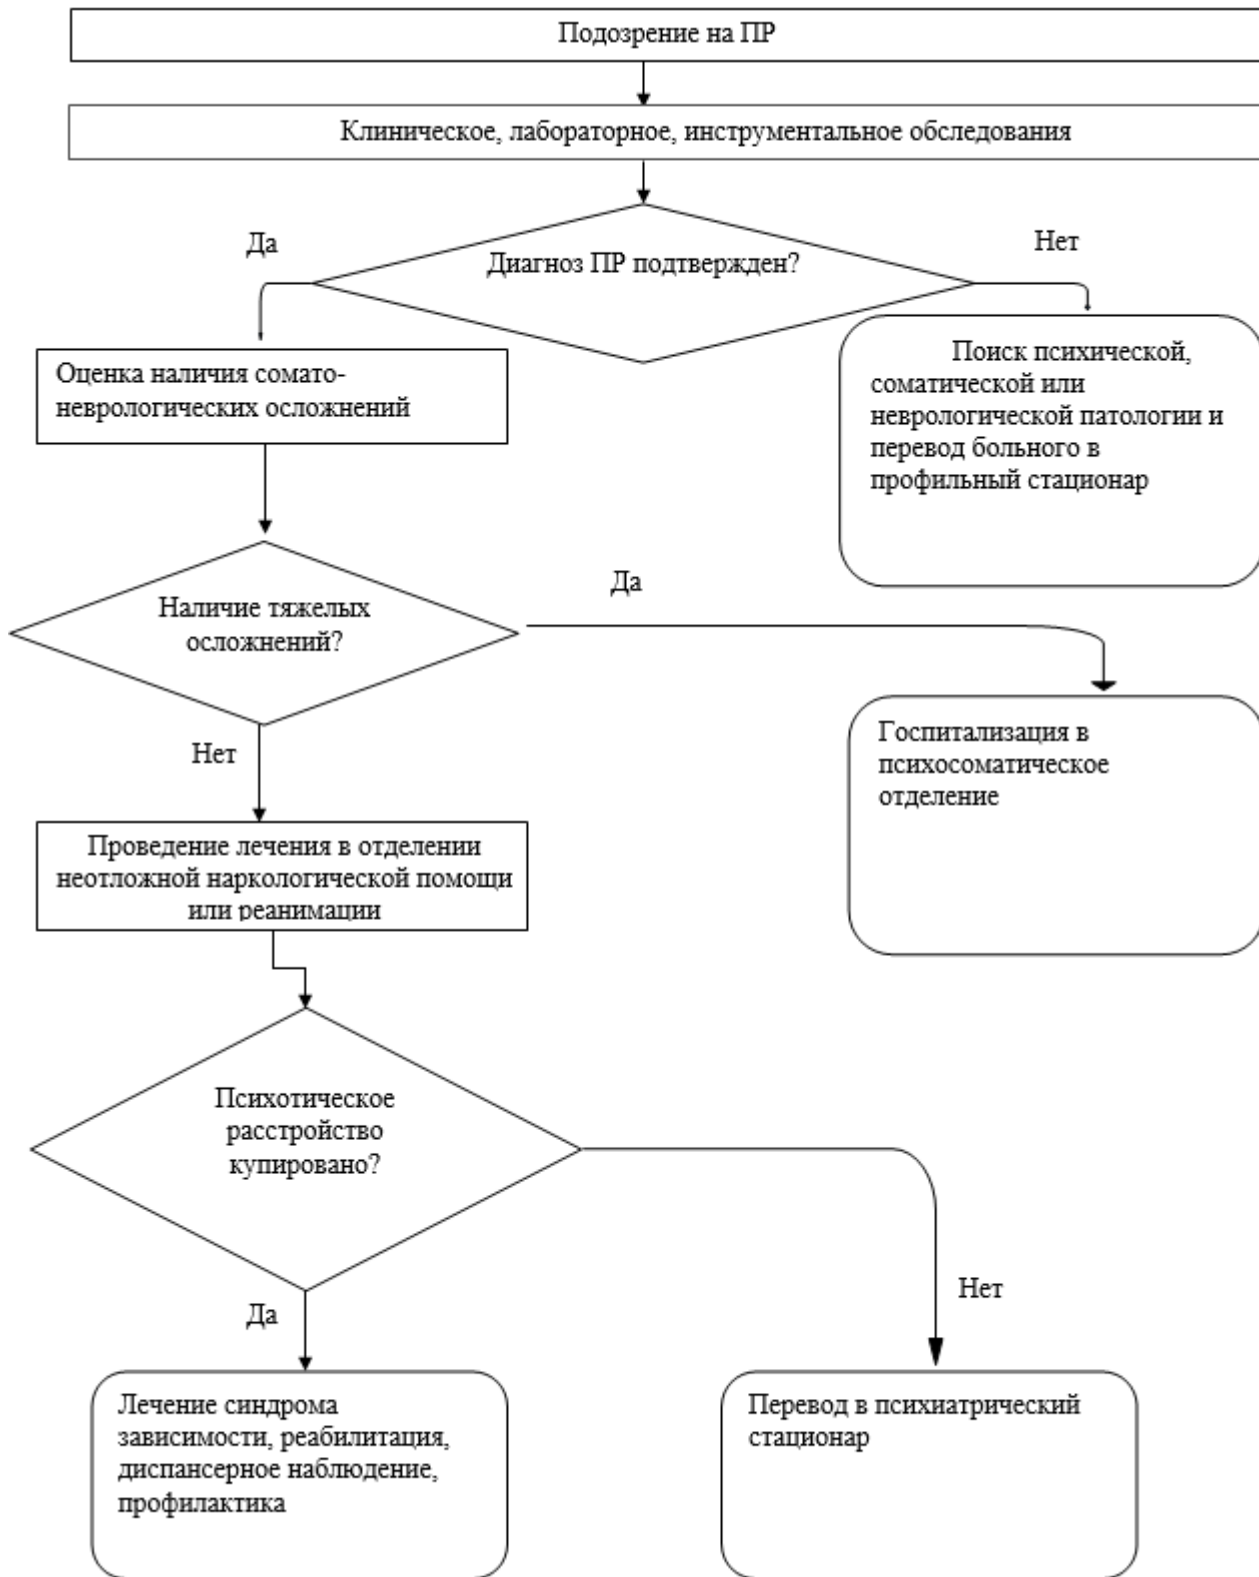 Подозрение на ПР
Клиническое, лабораторное, инструментальное обследования
Да
Нет
Диагноз ПР подтвержден?
Оценка наличия сомато-
неврологических осложнений
Поиск психической,
соматической или
неврологической патологии и
перевод больного в
профильный стационар
Да
Наличие тяжелых
осложнений?
Нет
Госпитализация в
психосоматическое
отделение
Проведение лечения в отделении
неотложной наркологической помощи
или реанимации
Психотическое
расстройство
купировано?
Нет
Да
Лечение синдрома
зависимости, реабилитация,
диспансерное наблюдение,
профилактика
Перевод в психиатрический
стационар